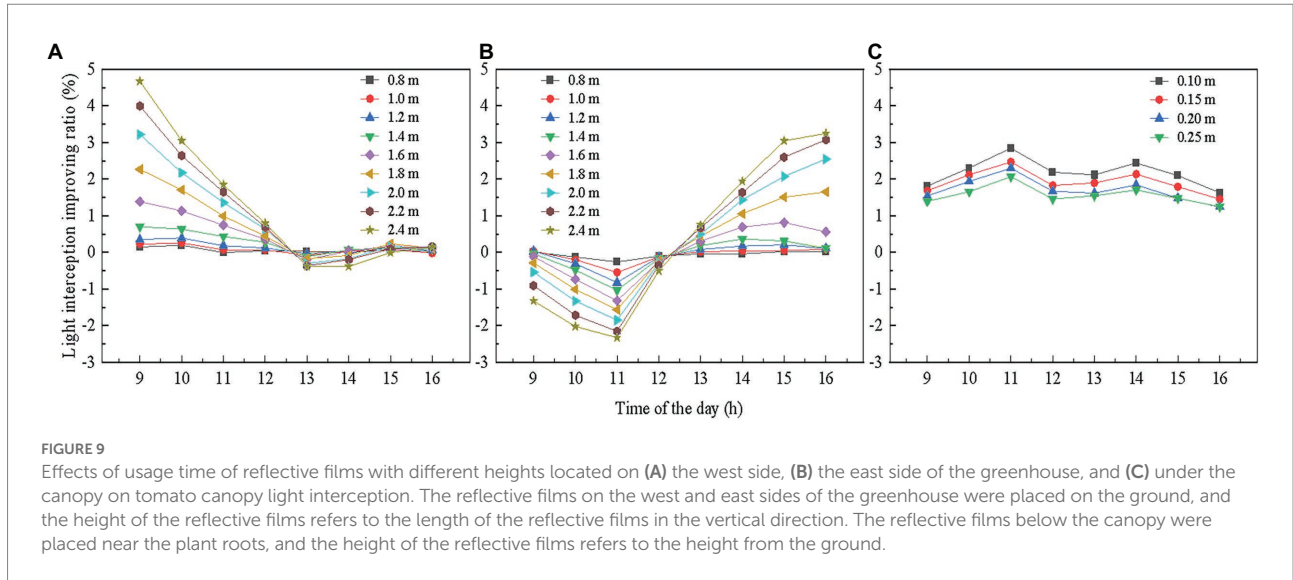 A
B
C
Light interception improving ratio (%)
5
4
3
2
1
0
-1
-2
-3
0.8 m
1.0 m
1.2 m
1.4 m
1.6 m
1.8 m
2.0 m
2.2 m
2.4 m
9 10 11 12 13 14 15 16
5
4
3
2
1
0
-1
-2
-3
0.8 m
1.0 m
1.2 m
1.4 m
1.6 m
1.8 m
2.0 m
2.2 m
2.4 m
9 10 11 12 13 14 15 16
5
4
3
2
1
0
-1
-2
-3
0.10 m
0.15 m
0.20 m
0.25 m
9 10 11 12 13 14 15 16
Time of the day (h)
FIGURE 9
Effects of usage time of reflective films with different heights located on (A) the west side, (B) the east side of the greenhouse, and (C) under the
canopy on tomato canopy light interception. The reflective films on the west and east sides of the greenhouse were placed on the ground, and
the height of the reflective films refers to the length of the reflective films in the vertical direction. The reflective films below the canopy were
placed near the plant roots, and the height of the reflective films refers to the height from the ground.